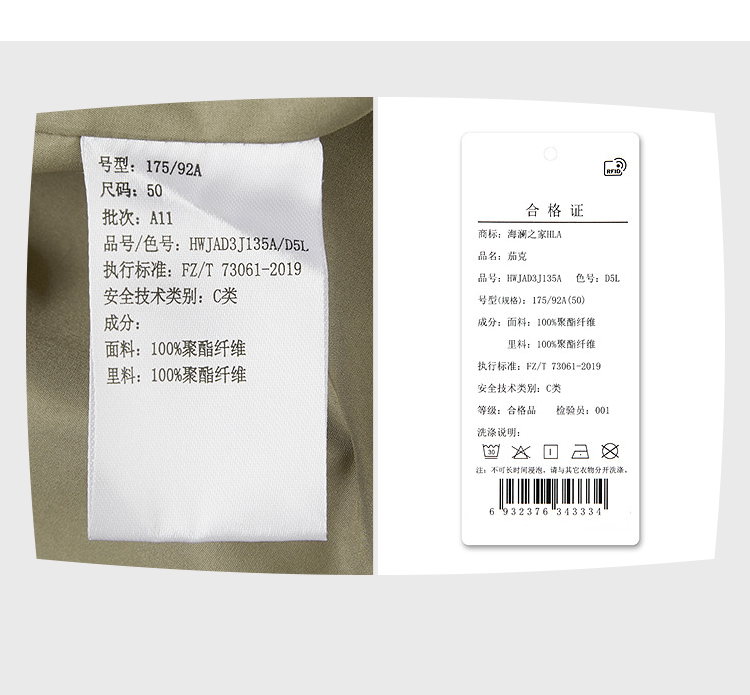 号型：175/92A
尺码：50
批次：A11
品号/色号：HWJAD3J135A/D5L
执行标准：FZ/T 73061-2019
安全技术类别：C类
成分：
面料：100%聚酯纤维
里料：100%聚酯纤维
RFID
合格证
商标：海澜之家HLA
品名：茄克
品号：HWJAD3J135A 色号：D5L
号型(规格)：175/92A(50)
成分：面料：100%聚酯纤维
里料：100%聚酯纤维
执行标准：FZ/T 73061-2019
安全技术类别：C类
等级：合格品 检验员：001
洗涤说明：
30
注：不可长时间浸泡，请与其它衣物分开洗涤。
6 932376 343334